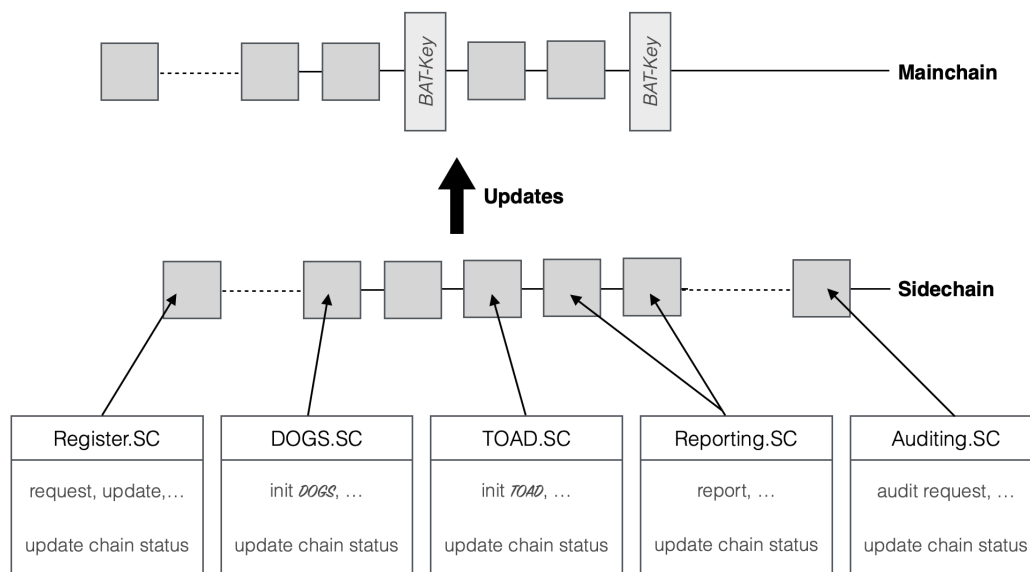 BAT-Key
BAT-Key
Mainchain
Updates
Sidechain
Register.SC
DOGS.SC
TOAD.SC
Reporting.SC
Auditing.SC
request, update,…
init DOGS, …
init TOAD, …
report, …
audit request, …
update chain status
update chain status
update chain status
update chain status
update chain status